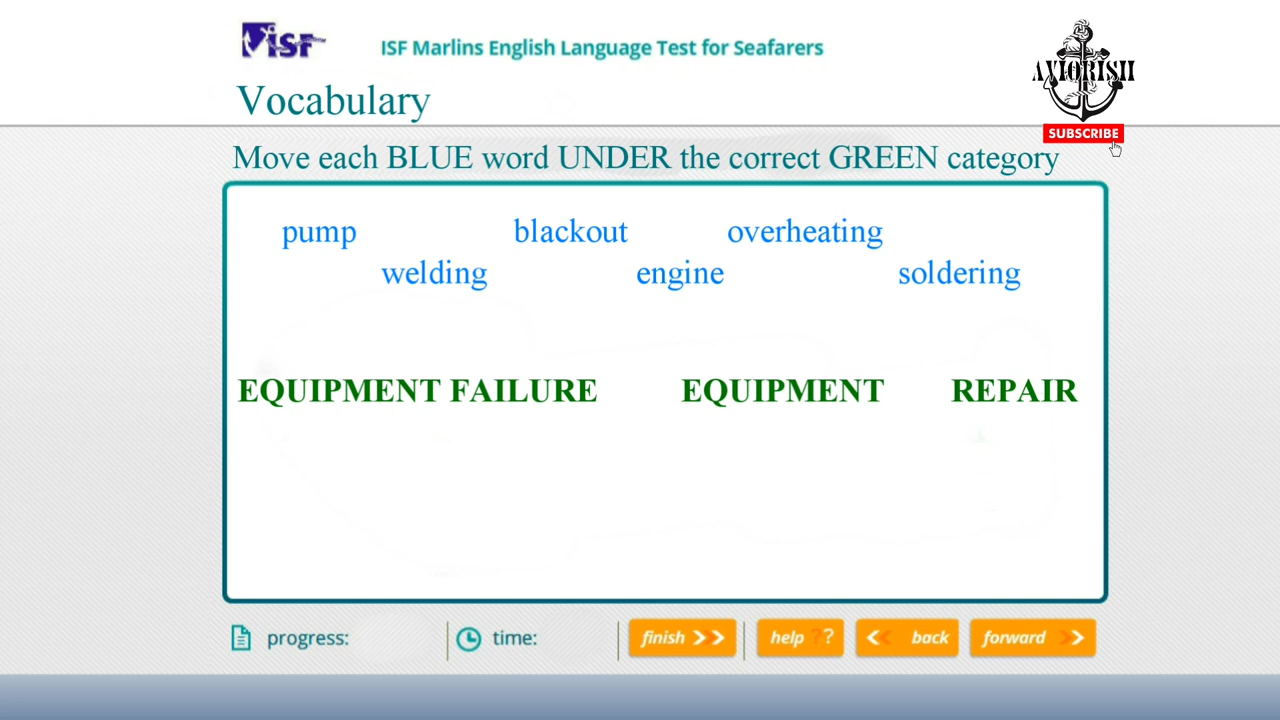 ISF
ISF Marlins English Language Test for Seafarers
AVIORISH
SUBSCRIBE
Vocabulary
Move each BLUE word UNDER the correct GREEN category
pump blackout overheating
welding engine soldering
EQUIPMENT FAILURE EQUIPMENT REPAIR
progress: time: finish help ?? back forward